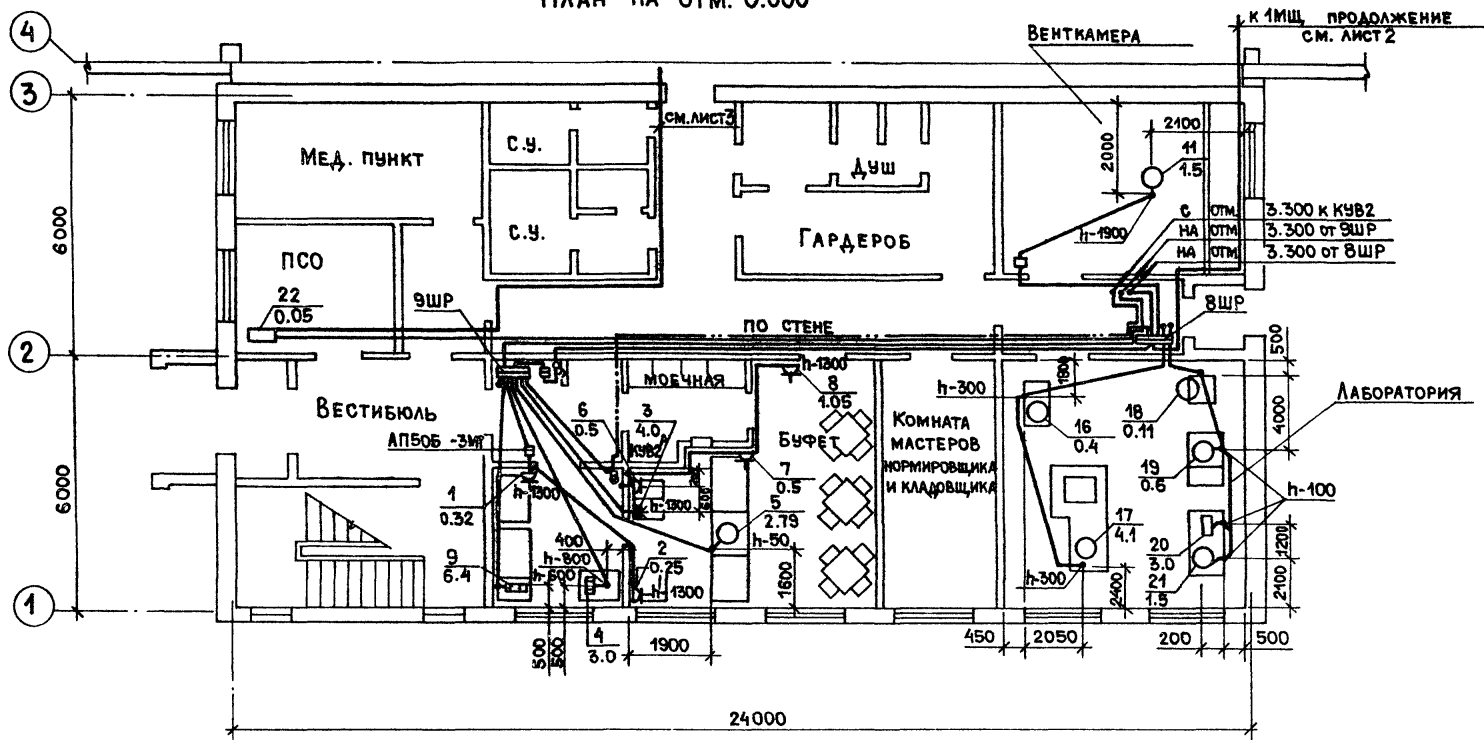 ПЛАН НА ОТМ. 0.000
4
К 1МЩ, ПРОДОЛЖЕНИЕ
СМ. ЛИСТ 2
ВЕНТКАМЕРА
3
СМ. ЛИСТ 3
2100
2000
11
1.5
МЕД. ПУНКТ
С.У.
ДУШ
С.У.
ГАРДЕРОБ
h-1900
С ОТМ. 3.300 К КУВ2
НА ОТМ 3.300 ОТ 9ШР
НА ОТМ 3.300 ОТ 8ШР
6000
ПСО
22
0.05
9ШР
8ШР
ПО СТЕНЕ
2
500
h-1300
МОЕЧНАЯ
8
1.05
1800
h-300
ЛАБОРАТОРИЯ
ВЕСТИБЮЛЬ
6
0.5
3
4.0
КУВ2
БУФЕТ
КОМНАТА
МАСТЕРОВ
НОРМИРОВЩИКА
И КЛАДОВЩИКА
16
0.4
18
0.11
4000
АП50Б -3МТ
6000
1
0.32
h-1300
h-1300
600
7
0.5
19
0.6
h-100
5
2.79
17
4.1
20
3.0
1200
400
h-800
h-600
h-50
9
6.4
2
0.25
h-1300
1600
h-300
2400
21
1.5
2100
1
500
500
4
3.0
1900
450
2050
200
500
24000